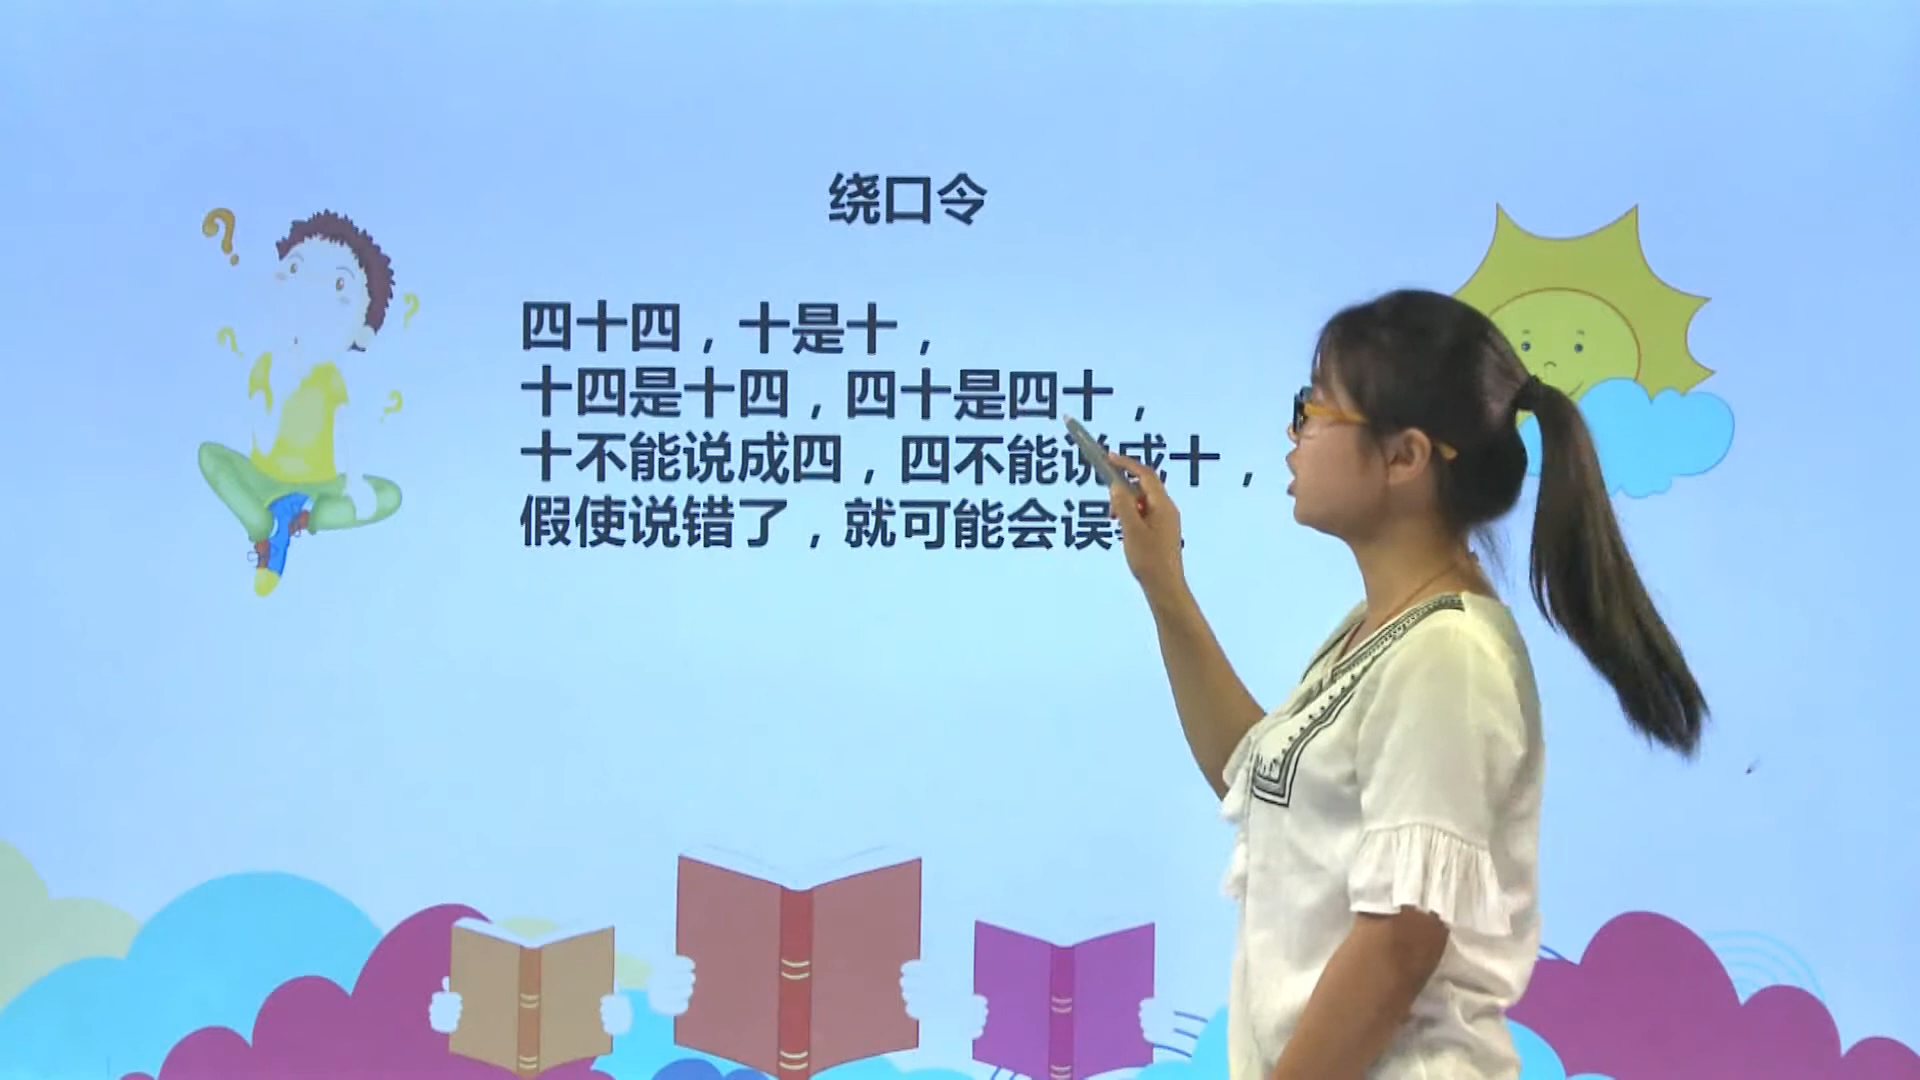 绕口令
四十四，十是十，
十四是十四，四十是四十，
十不能说成四，四不能说成十，
假使说错了，就可能会误